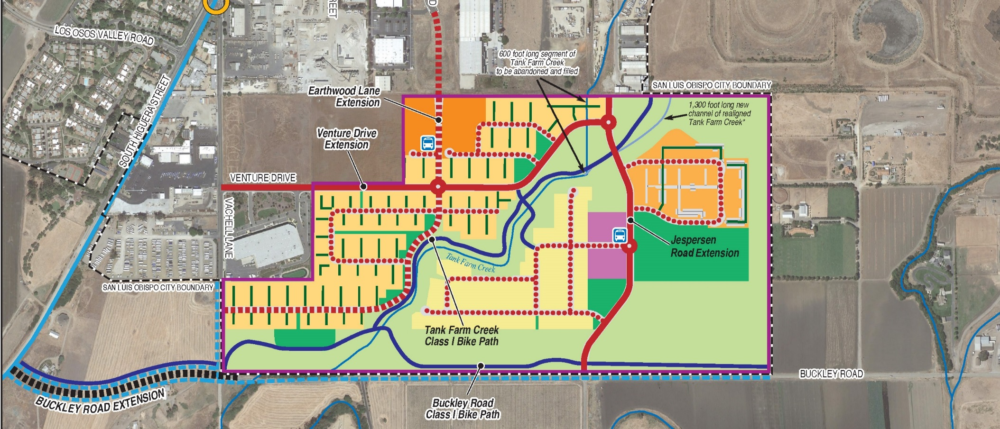 LOS OSOS VALLEY ROAD
REET
D
SOUTH HIGUERA STREET
600 foot long segment of
Tank Farm Creek
to be abandoned and filled
SAN LUIS OBISPO CITY BOUNDARY
Earthwood Lane
Extension
1,300 foot long new
channel of realigned
Tank Farm Creek*
Venture Drive
Extension
VENTURE DRIVE
VACHELL LANE
Jespersen
Road Extension
Tank Farm Creek
SAN LUIS OBISPO CITY BOUNDARY
Tank Farm Creek
Class I Bike Path
BUCKLEY ROAD
BUCKLEY ROAD EXTENSION
Buckley Road
Class I Bike Path